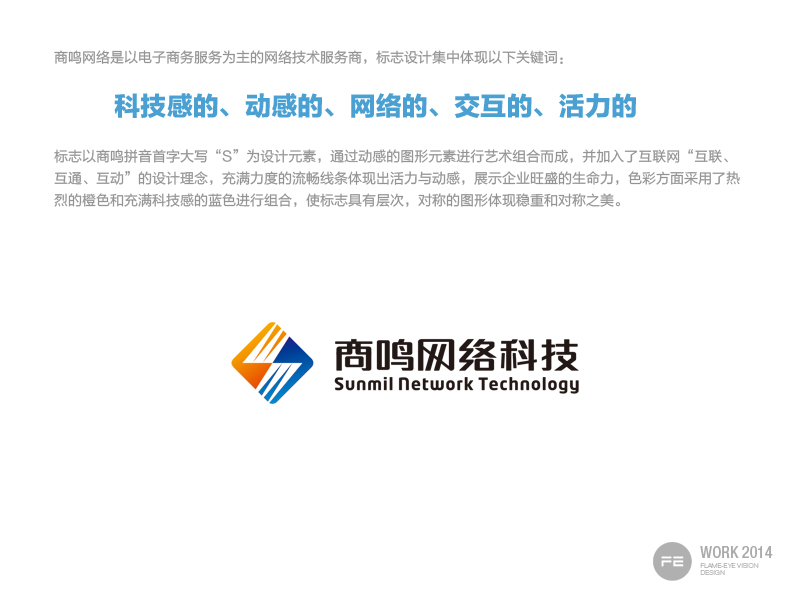 商鸣网络是以电子商务服务为主的网络技术服务商，标志设计集中体现以下关键词：
科技感的、动感的、网络的、交互的、活力的
标志以商鸣拼音首字大写“S”为设计元素，通过动感的图形元素进行艺术组合而成，并加入了互联网“互联、
互通、互动”的设计理念，充满力度的流畅线条体现出活力与动感，展示企业旺盛的生命力，色彩方面采用了热
烈的橙色和充满科技感的蓝色进行组合，使标志具有层次，对称的图形体现稳重和对称之美。
商鸣网络科技
Sunmil Network Technology
FE
WORK 2014
FLAME-EYE VISION
DESIGN